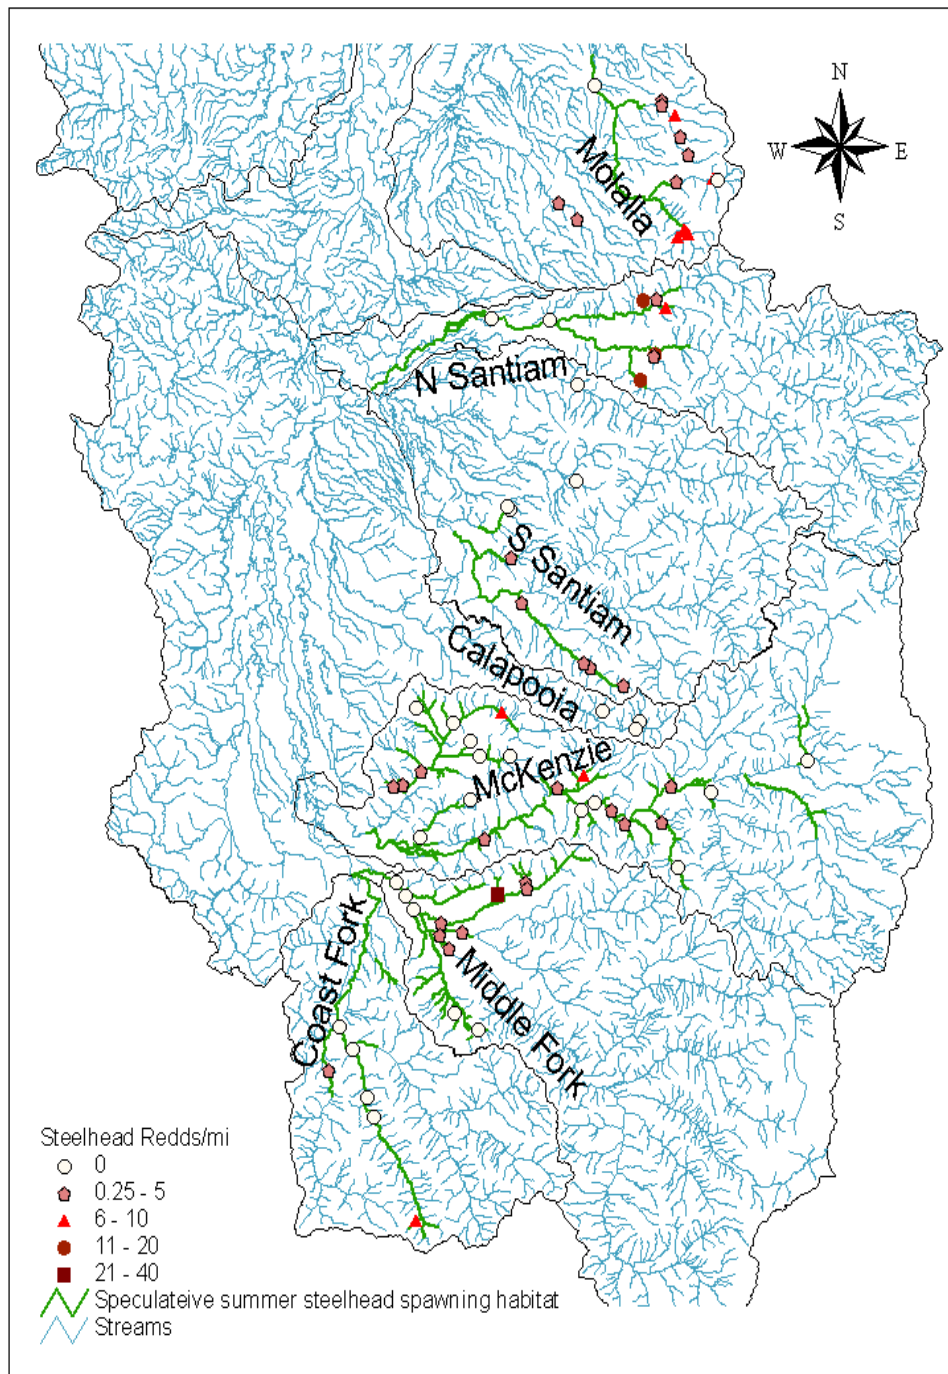 N
W E
S
Molalla
N Santiam
S Santiam
Calapooia
McKenzie
Coast Fork
Middle Fork
Steelhead Redds/mi
0
0.25 - 5
6 - 10
11 - 20
21 - 40
Speculateive summer steelhead spawning habitat
Streams